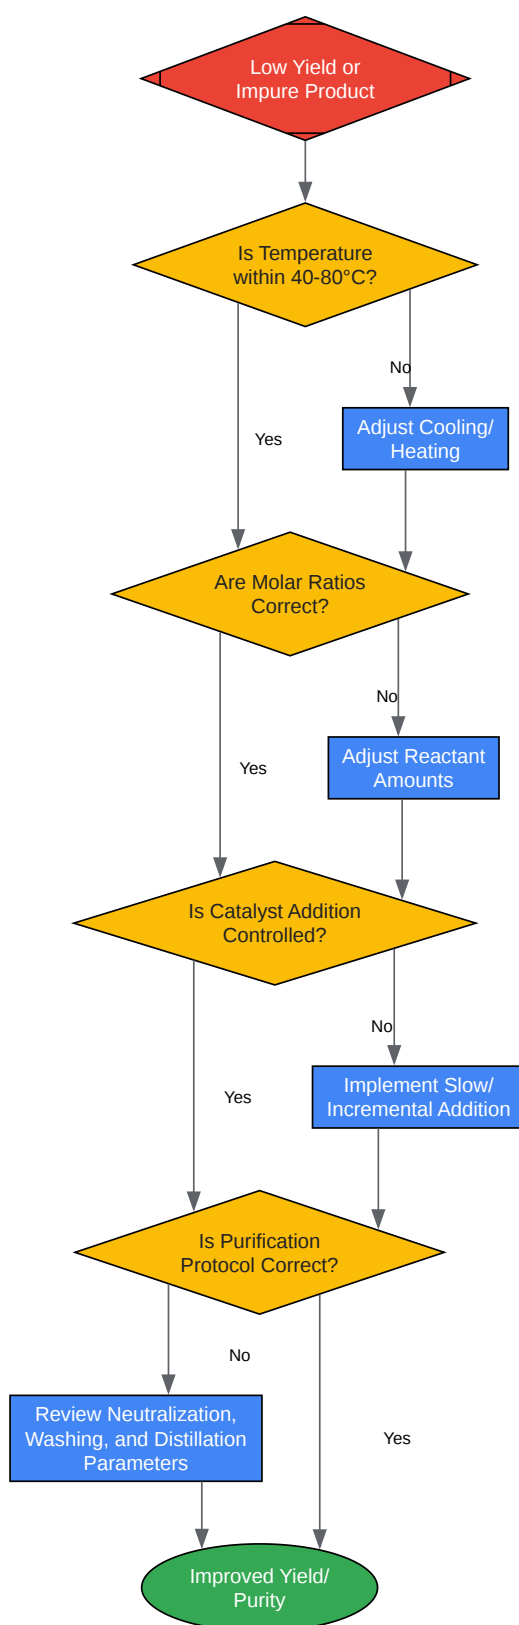 Low Yield or
Impure Product
Is Temperature
within 40-80°C?
No
Adjust Cooling/
Heating
Yes
Are Molar Ratios
Correct?
No
Adjust Reactant
Amounts
Yes
Is Catalyst Addition
Controlled?
No
Implement Slow/
Incremental Addition
Yes
Is Purification
Protocol Correct?
No
Review Neutralization,
Washing, and Distillation
Parameters
Yes
Improved Yield/
Purity